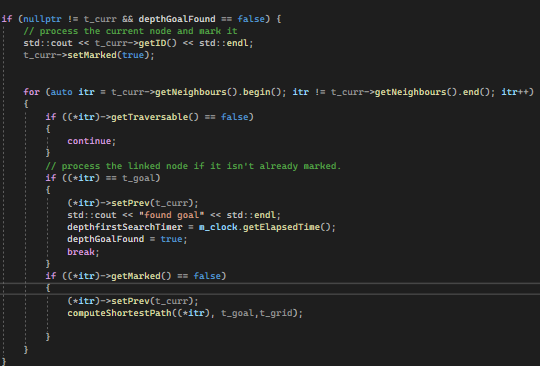 if (nullptr != t_curr && depthGoalFound == false) {
// process the current node and mark it
std::cout << t_curr->getID() << std::endl;
t_curr->setMarked(true);
for (auto itr = t_curr->getNeighbours().begin(); itr != t_curr->getNeighbours().end(); itr++)
{
if ((*itr)->getTraversable() == false)
{
continue;
}
// process the linked node if it isn't already marked.
if ((*itr) == t_goal)
{
(*itr)->setPrev(t_curr);
std::cout << "found goal" << std::endl;
depthfirstSearchTimer = m_clock.getElapsedTime();
depthGoalFound = true;
break;
}
if ((*itr)->getMarked() == false)
{
(*itr)->setPrev(t_curr);
computeShortestPath((*itr), t_goal,t_grid);
}
}
}